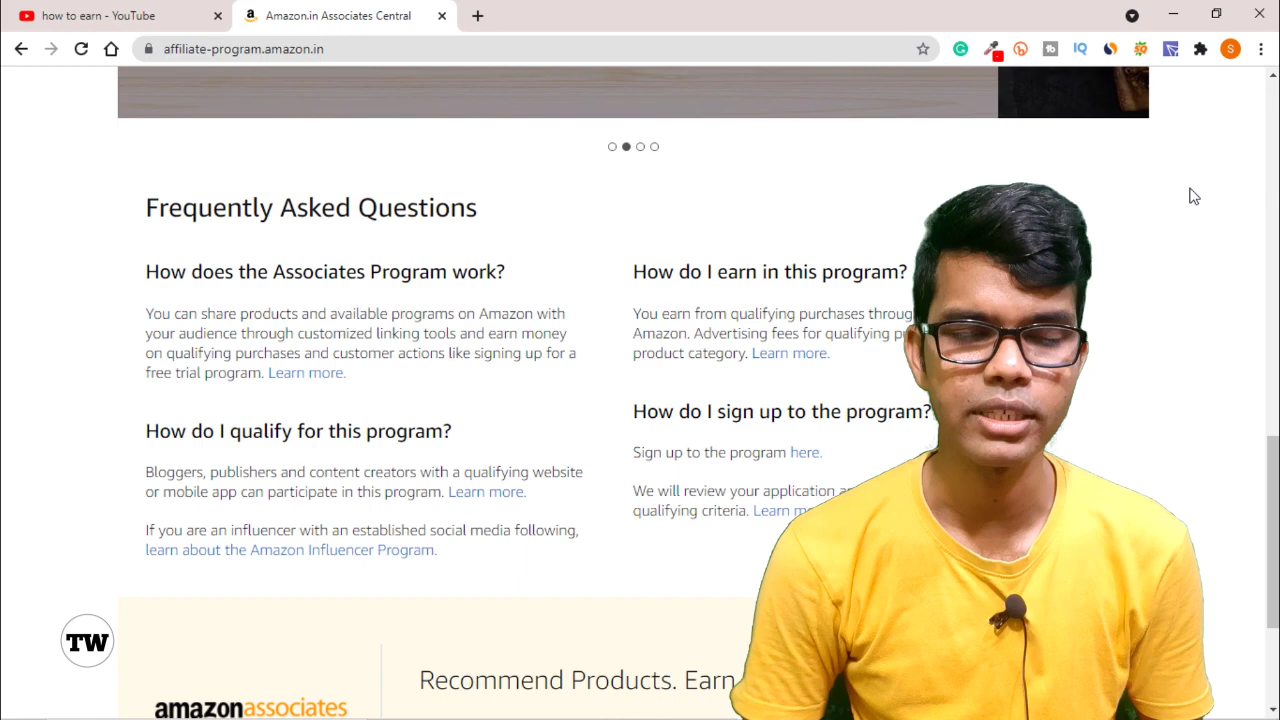 how to earn - YouTube
Amazon.in Associates Central
affiliate-program.amazon.in
IQ
S
Frequently Asked Questions
How does the Associates Program work?
You can share products and available programs on Amazon with
your audience through customized linking tools and earn money
on qualifying purchases and customer actions like signing up for a
free trial program. Learn more.
How do I qualify for this program?
Bloggers, publishers and content creators with a qualifying website
or mobile app can participate in this program. Learn more.
If you are an influencer with an established social media following,
learn about the Amazon Influencer Program.
How do I earn in this program?
You earn from qualifying purchases
Amazon. Advertising fees for qualifying
product category. Learn more.
How do I sign up to the program?
Sign up to the program here.
We will review your application
qualifying criteria. Learn
TW
Recommend Products. Earn
amazonassociates